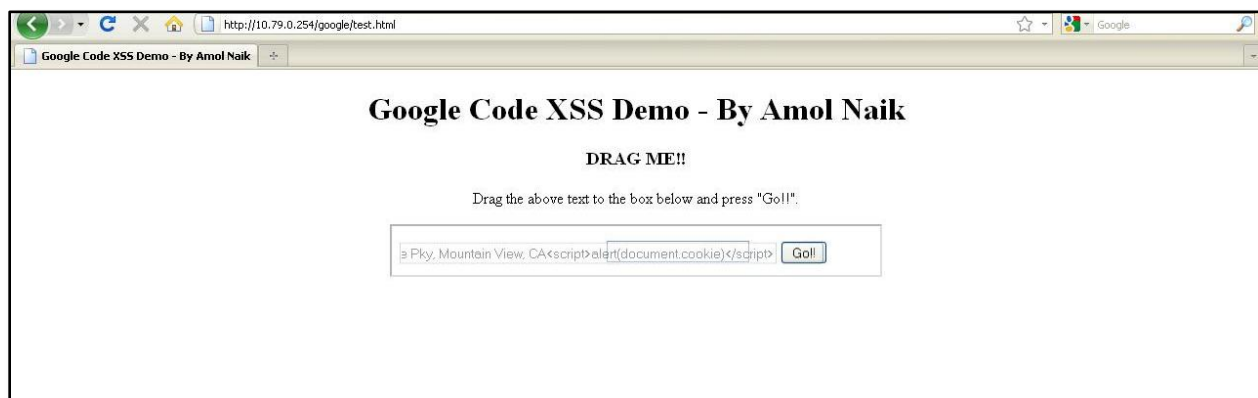 http://10.79.0.254/google/test.html
Google
Google Code XSS Demo - By Amol Naik
Google Code XSS Demo - By Amol Naik
DRAG ME!!
Drag the above text to the box below and press "Go!!".
e Pky, Mountain View, CA<script>alert(document.cookie)</script> Go!!